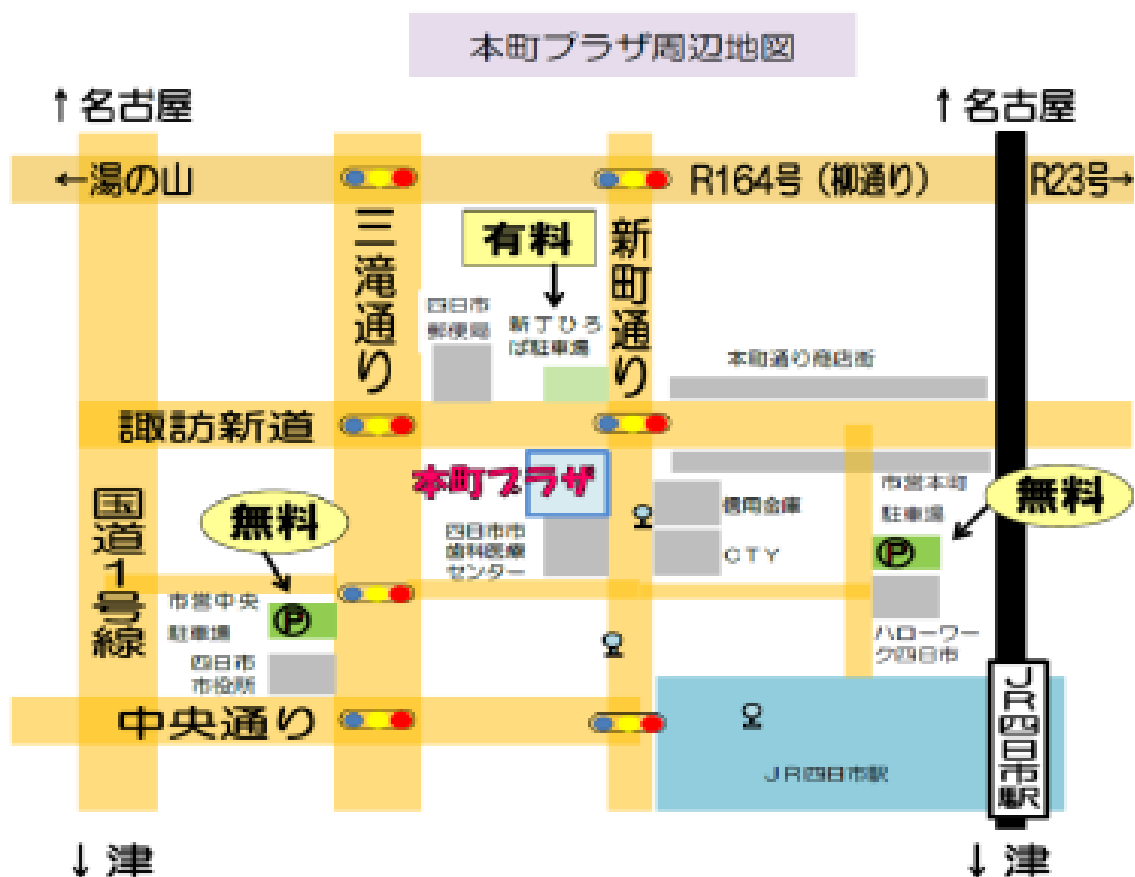 本町プラザ周辺地図
↑名古屋
↑名古屋
←湯の山
R164号（柳通り）
R23号→
三滝通り
有料
新町通り
四日市
郵便局
新丁ひろ
ば駐車場
本町通り商店街
諏訪新道
本町プラザ
国道1号線
無料
四日市市
歯科医療
センター
信用金庫
CTY
市営本町
駐車場
無料
P
市営中央
駐車場
P
四日市
市役所
ハローワー
ク四日市
中央通り
JR四日市駅
JR四日市駅
↓津
↓津